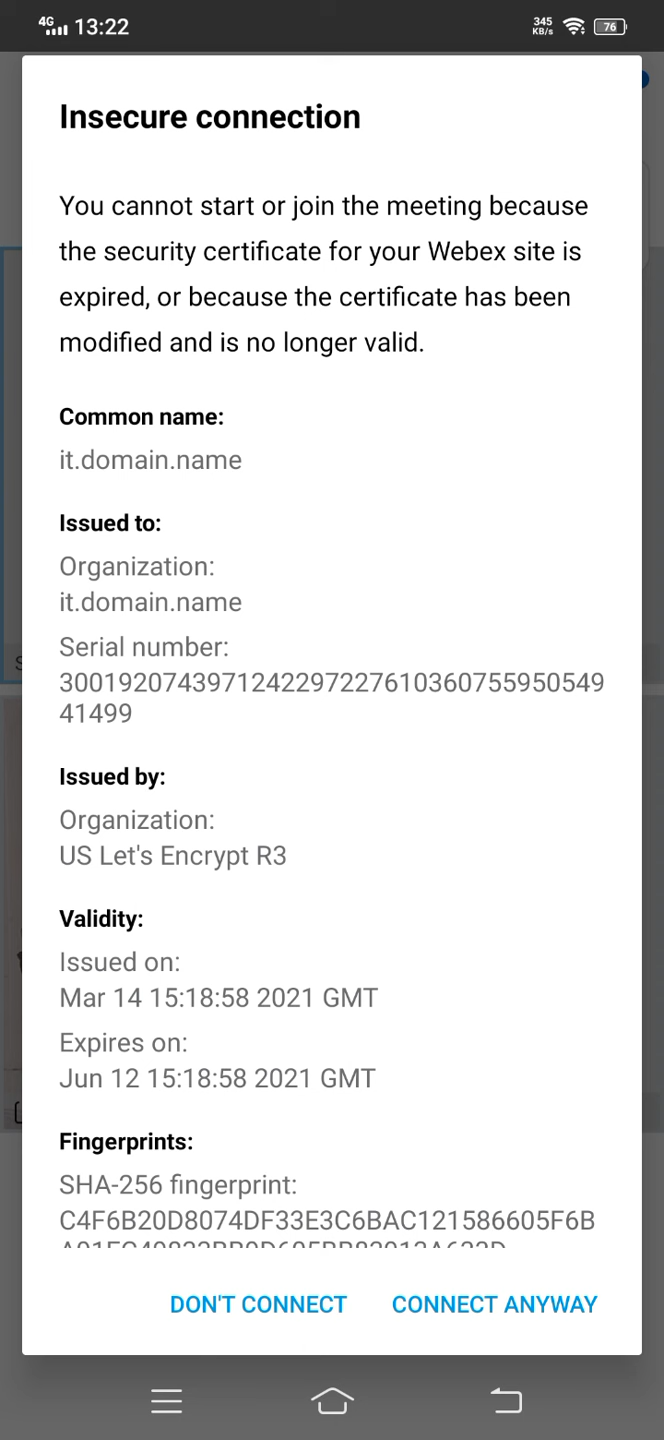 4G 13:22 345 KB/s 76
Insecure connection
You cannot start or join the meeting because
the security certificate for your Webex site is
expired, or because the certificate has been
modified and is no longer valid.
Common name:
it.domain.name
Issued to:
Organization:
it.domain.name
Serial number:
3001920743971242297227610360755950549
41499
Issued by:
Organization:
US Let's Encrypt R3
Validity:
Issued on:
Mar 14 15:18:58 2021 GMT
Expires on:
Jun 12 15:18:58 2021 GMT
Fingerprints:
SHA-256 fingerprint:
C4F6B20D8074DF33E3C6BAC121586605F6B
DON'T CONNECT CONNECT ANYWAY